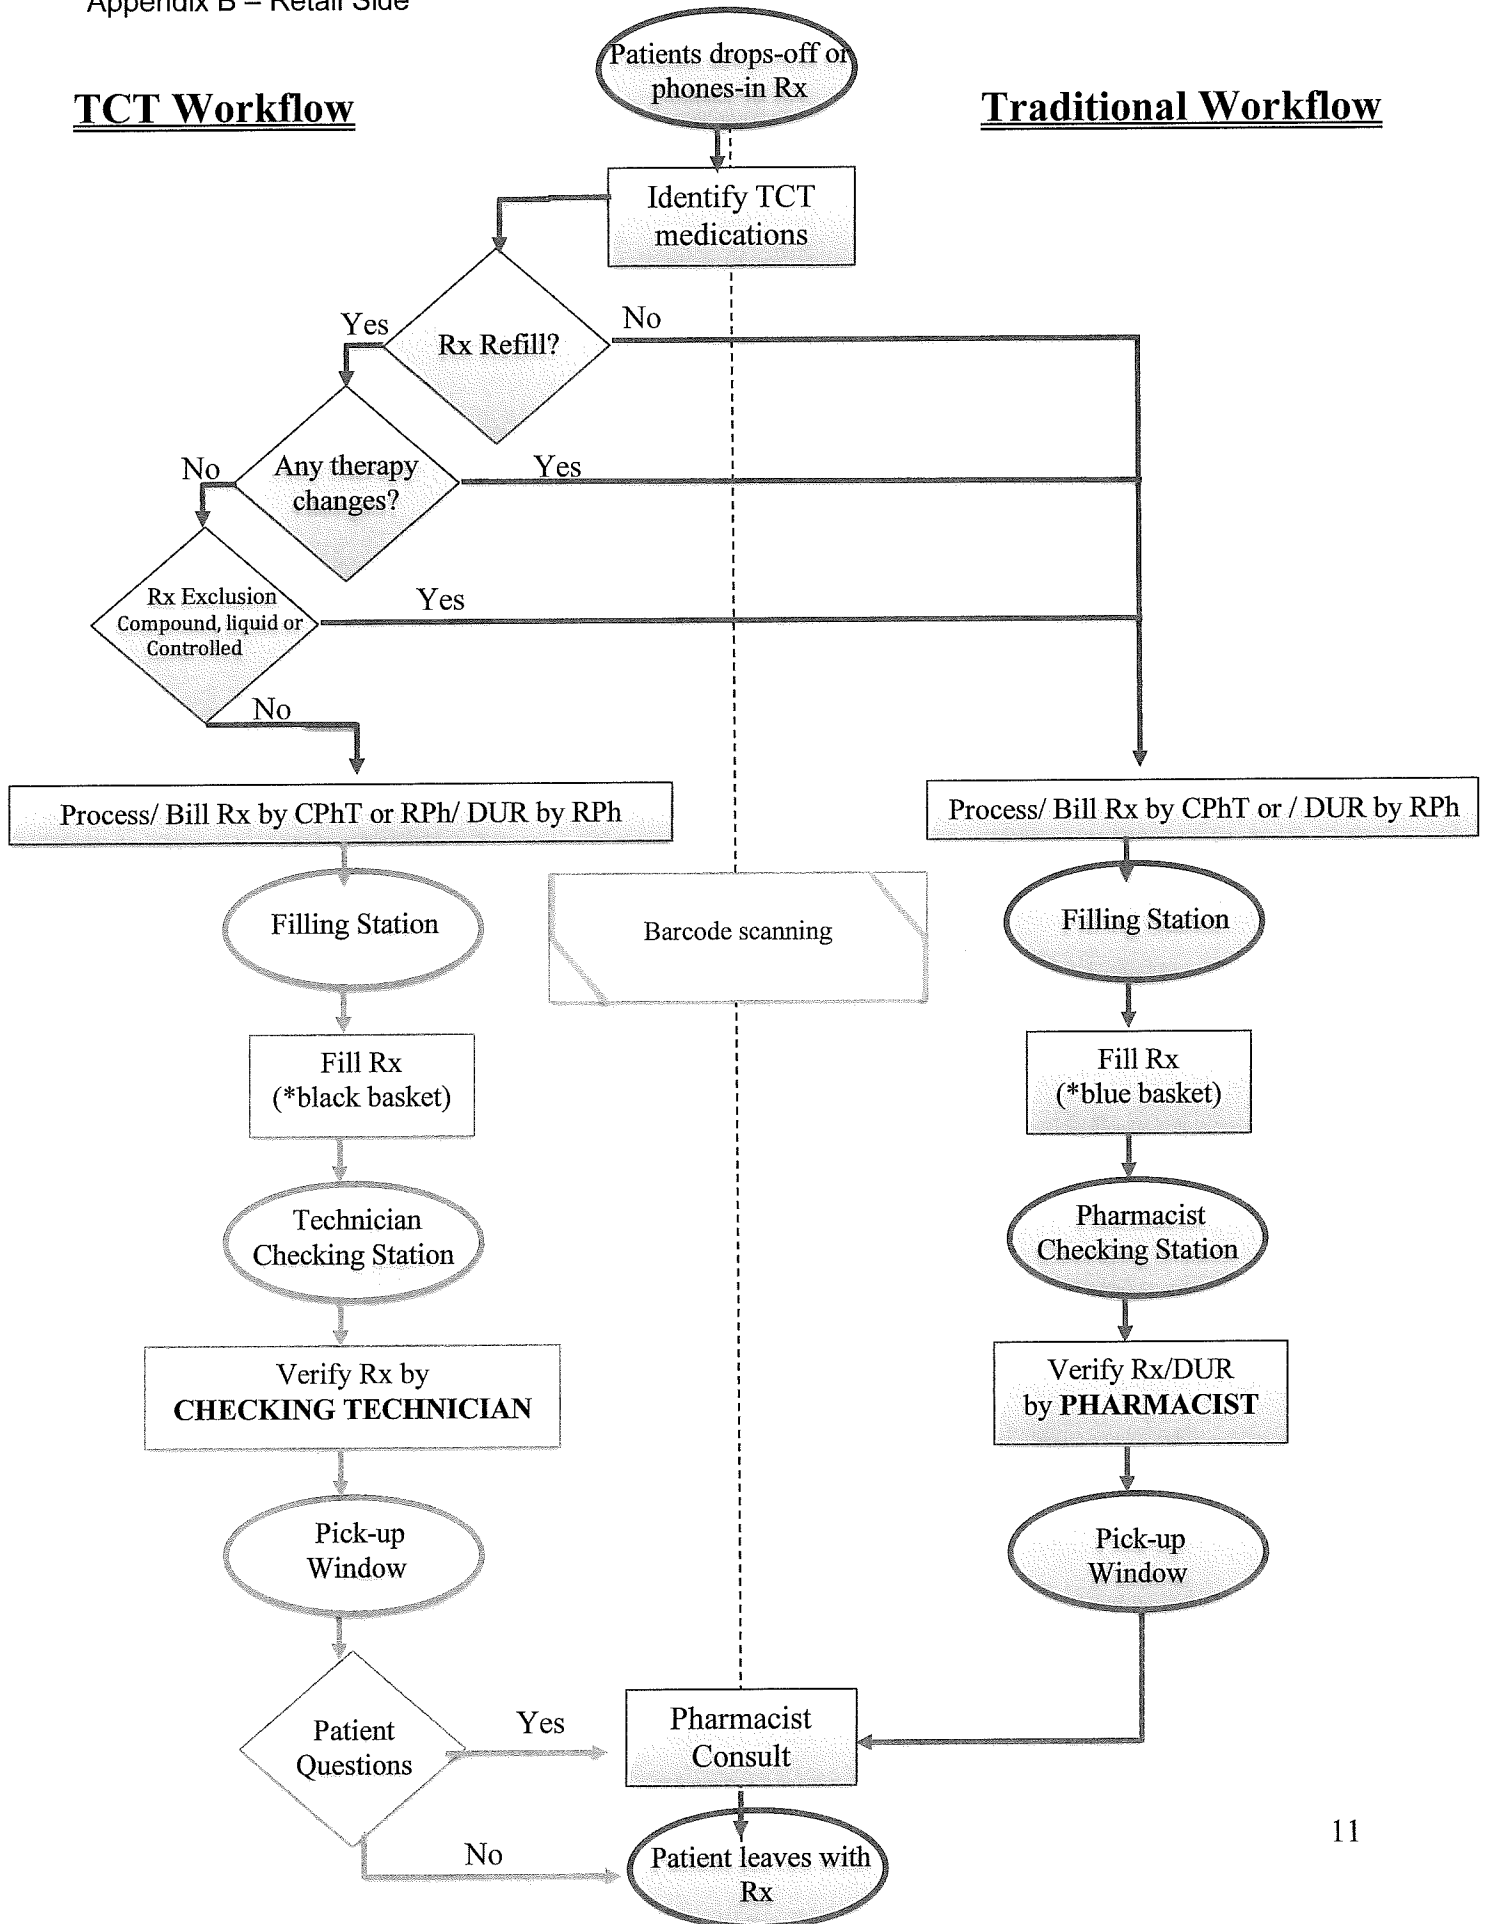 Appendix B – Retail Side
Patients drops-off or
phones-in Rx
TCT Workflow
Traditional Workflow
Identify TCT
medications
Yes
Rx Refill?
No
No
Any therapy
changes?
Yes
Rx Exclusion
Compound, liquid or
Controlled
Yes
No
Process/ Bill Rx by CPhT or RPh/ DUR by RPh
Process/ Bill Rx by CPhT or / DUR by RPh
Filling Station
Barcode scanning
Filling Station
Fill Rx
(*black basket)
Fill Rx
(*blue basket)
Technician
Checking Station
Pharmacist
Checking Station
Verify Rx by
CHECKING TECHNICIAN
Verify Rx/DUR
by PHARMACIST
Pick-up
Window
Pick-up
Window
Patient
Questions
Yes
Pharmacist
Consult
No
Patient leaves with
Rx
11